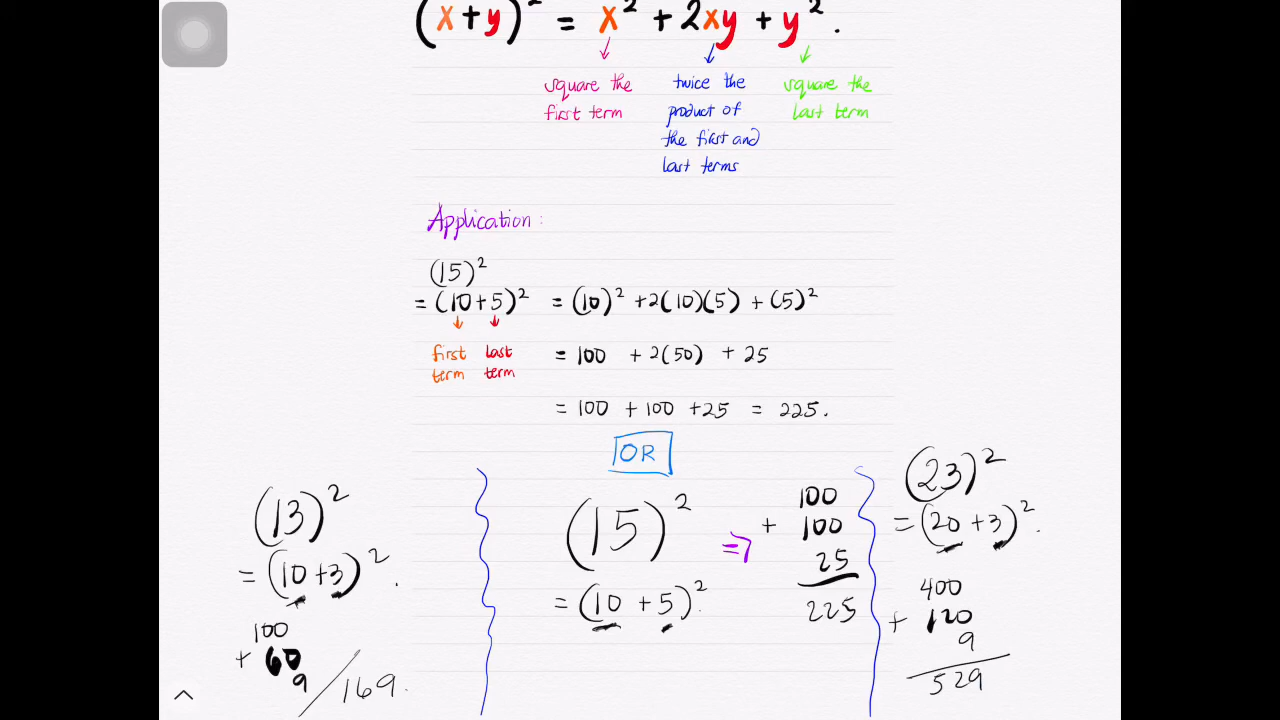 (x+y)² = x² + 2xy + y².
square the first term
twice the product of the first and last terms
square the last term
Application:
(15)²
= (10+5)² = (10)² +2(10)(5) + (5)²
first term
last term
= 100 + 2(50) + 25
= 100 + 100 +25 = 225.
OR
(13)²
= (10+3)².
100
+ 60
9
/169.
(15)² ⇒
= (10 + 5)².
100
+ 100
25
225
(23)²
= (20 +3)².
400
+ 120
9
529